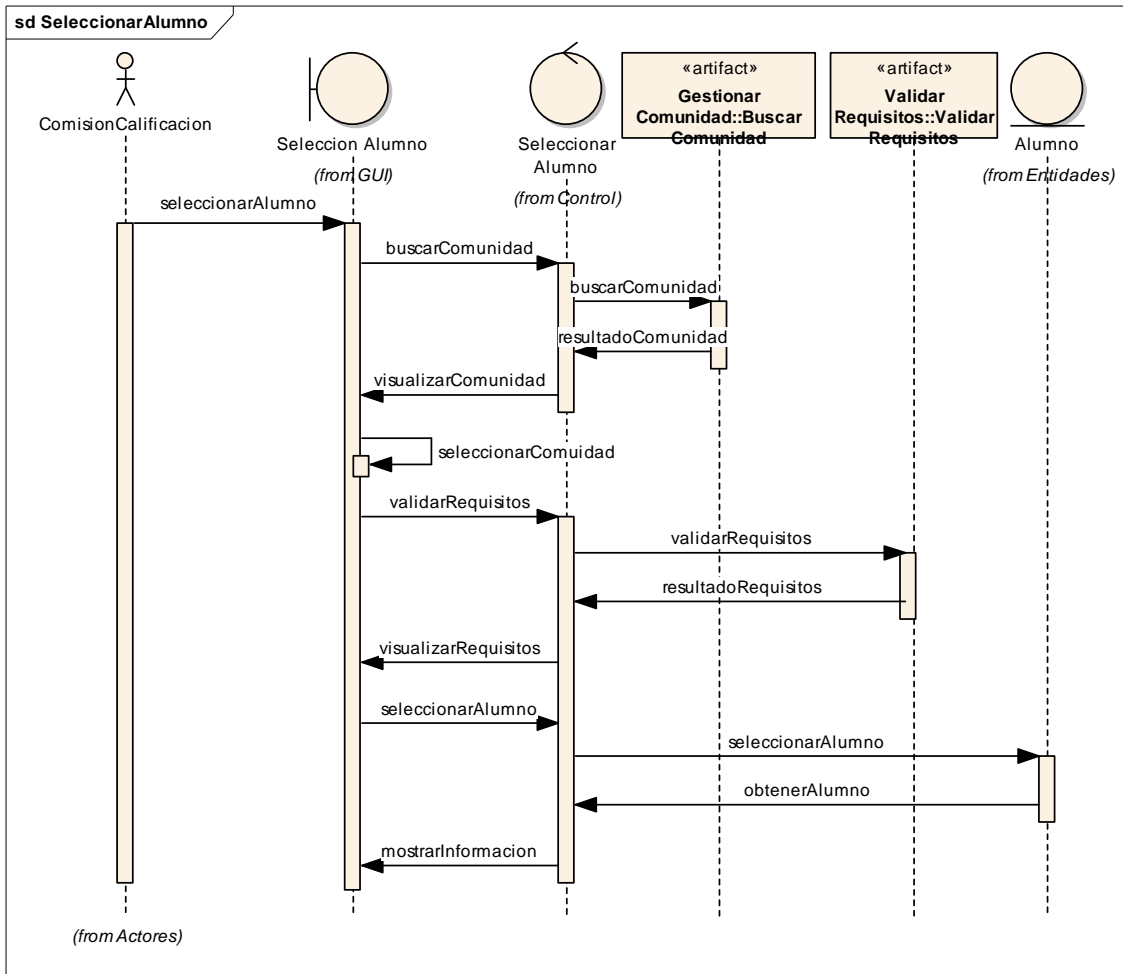 sd SeleccionarAlumno
ComisionCalificacion
Seleccion Alumno
(from GUI)
Seleccionar
Alumno
(from Control)
«artifact»
Gestionar
Comunidad::Buscar
Comunidad
«artifact»
Validar
Requisitos::Validar
Requisitos
Alumno
(from Entidades)
seleccionarAlumno
buscarComunidad
buscarComunidad
resultadoComunidad
visualizarComunidad
seleccionarComuidad
validarRequisitos
validarRequisitos
resultadoRequisitos
visualizarRequisitos
seleccionarAlumno
seleccionarAlumno
obtenerAlumno
mostrarInformacion
(from Actores)